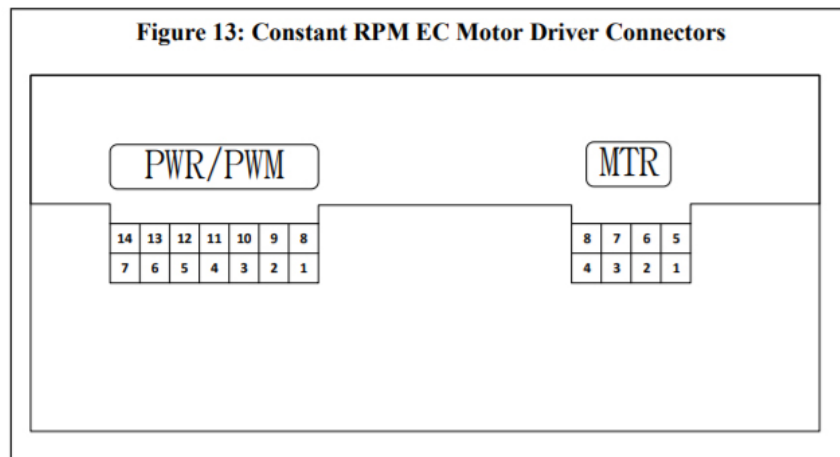 Figure 13: Constant RPM EC Motor Driver Connectors
PWR/PWM
MTR
14 13 12 11 10 9 8
7 6 5 4 3 2 1
8 7 6 5
4 3 2 1